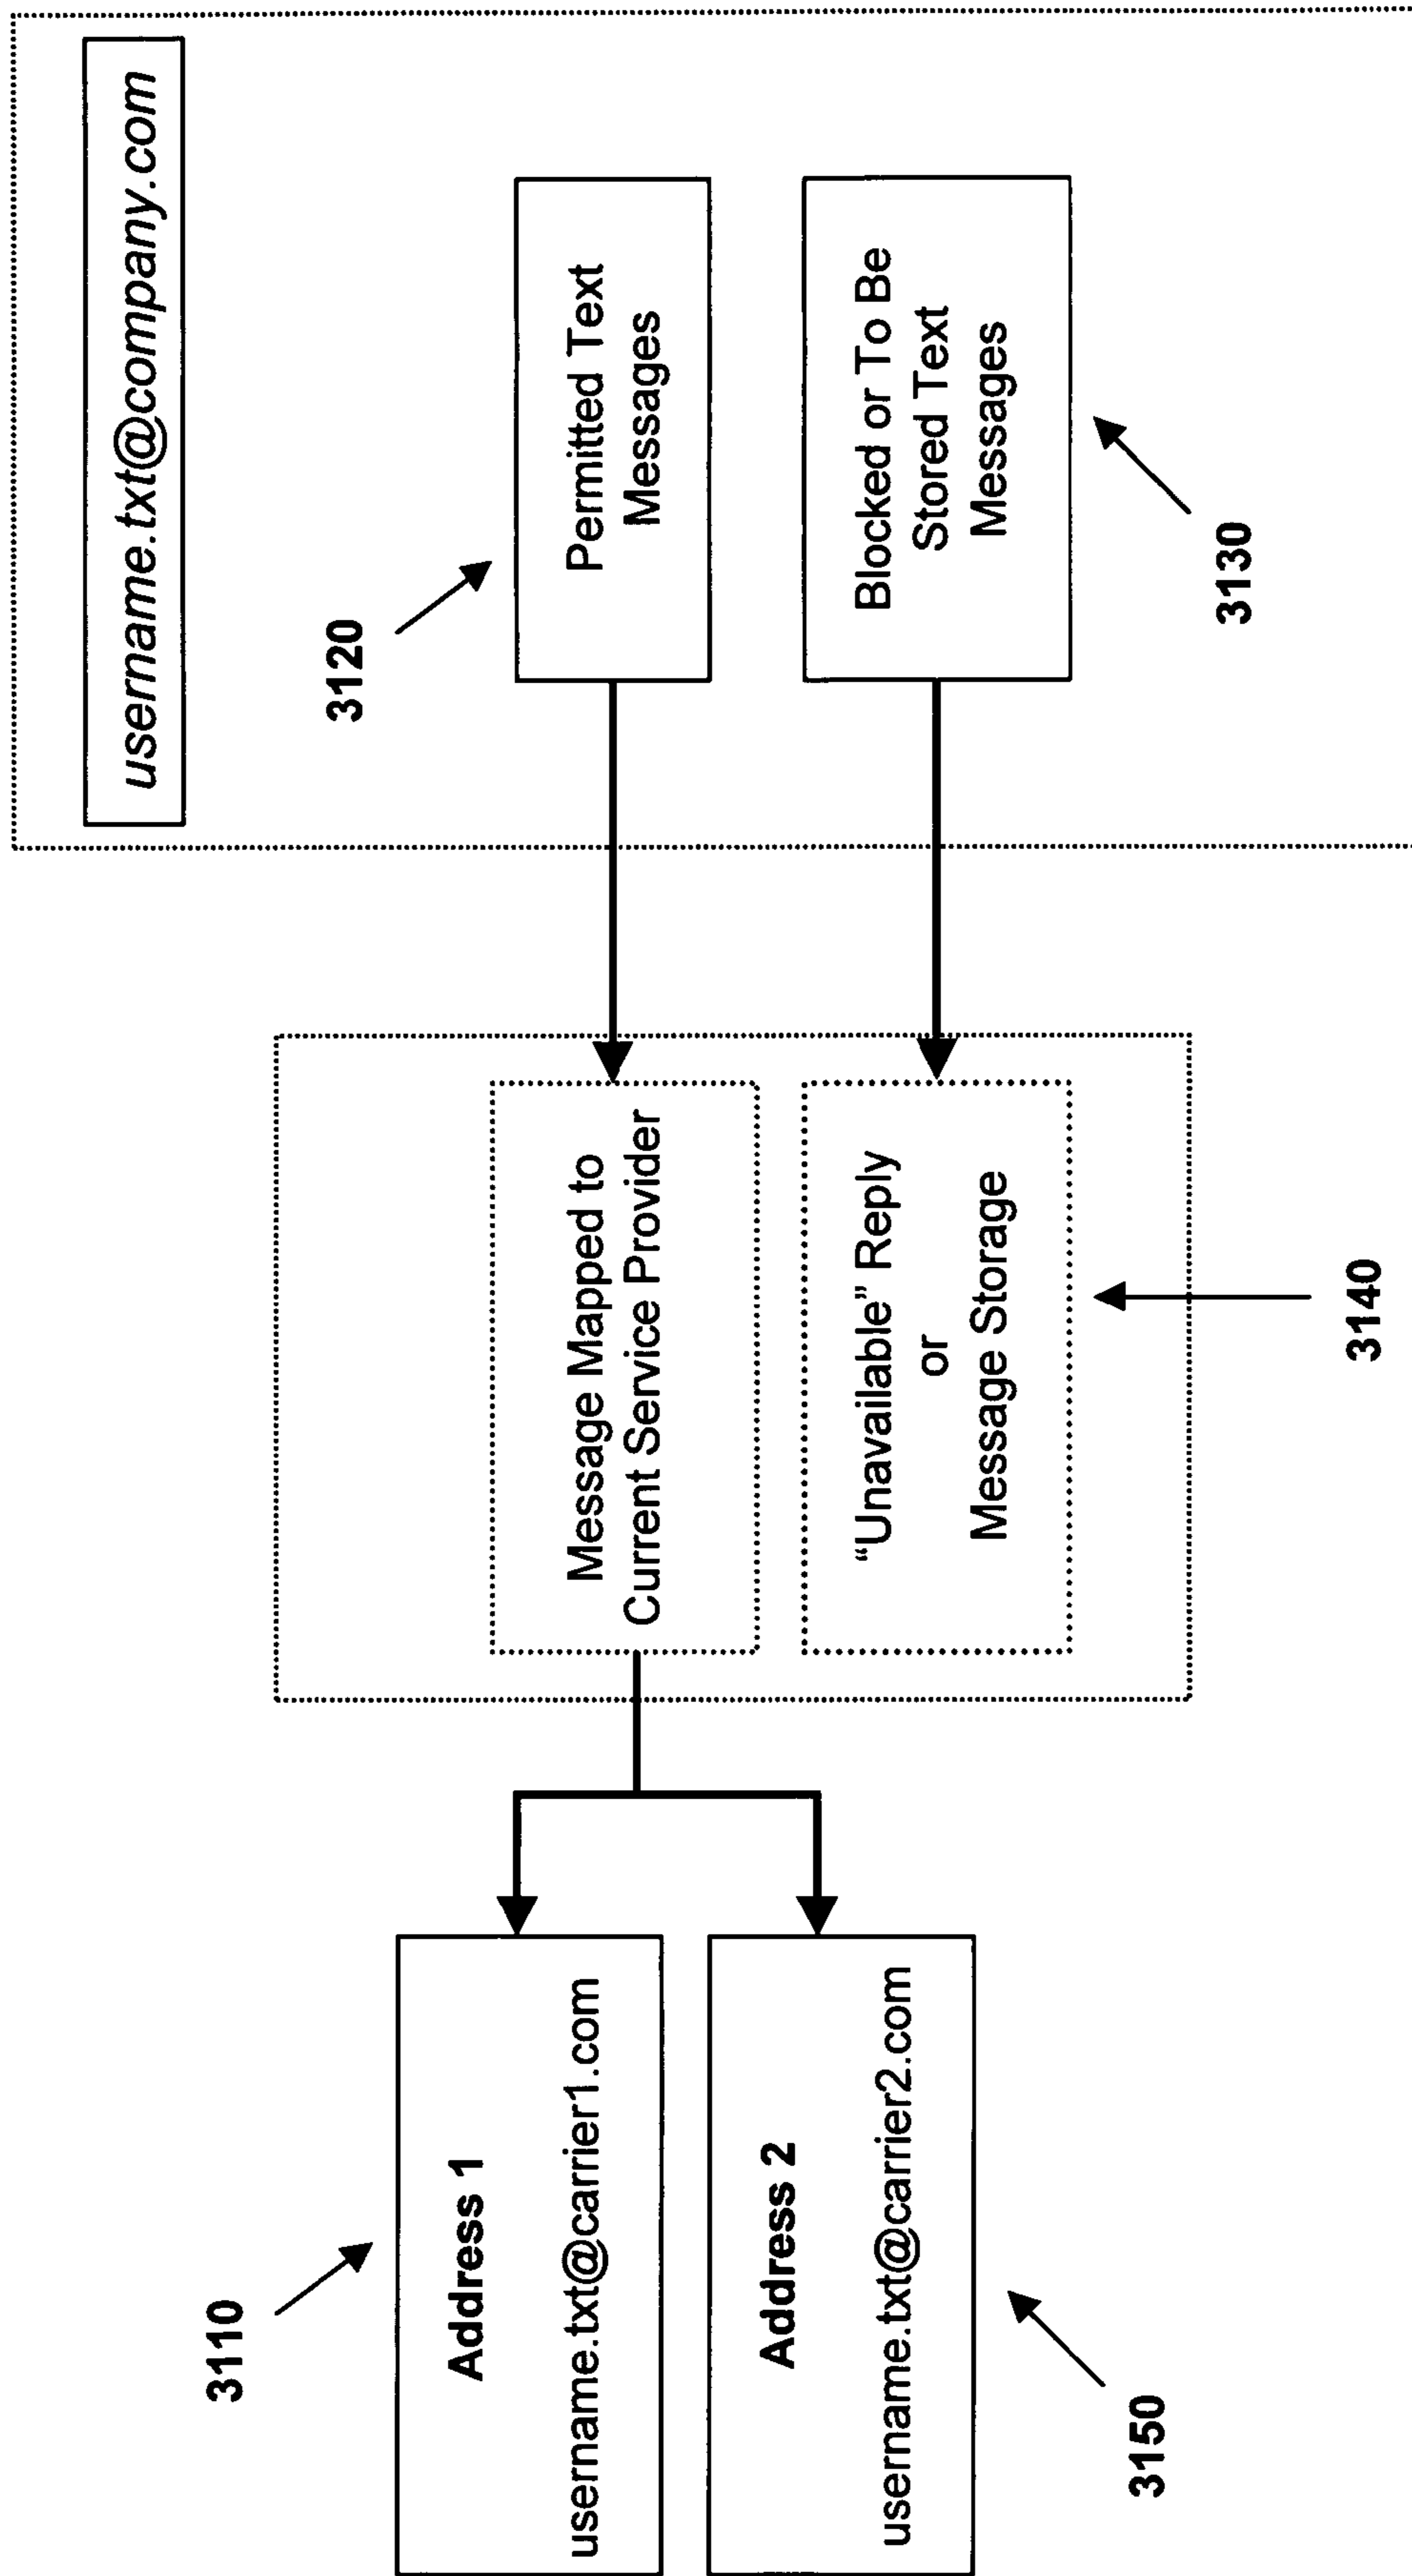 username.txt@company.com
3120
Permitted Text
Messages
Blocked or To Be
Stored Text
Messages
3130
Message Mapped to
Current Service Provider
“Unavailable” Reply
or
Message Storage
3140
3110
Address 1
username.txt@carrier1.com
Address 2
username.txt@carrier2.com
3150